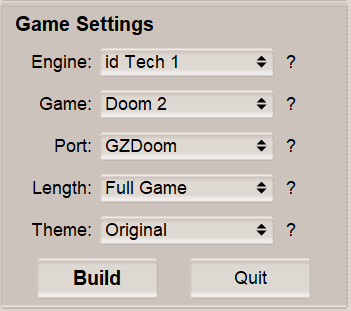 Game Settings
Engine: id Tech 1 ?
Game: Doom 2 ?
Port: GZDoom ?
Length: Full Game ?
Theme: Original ?
Build Quit